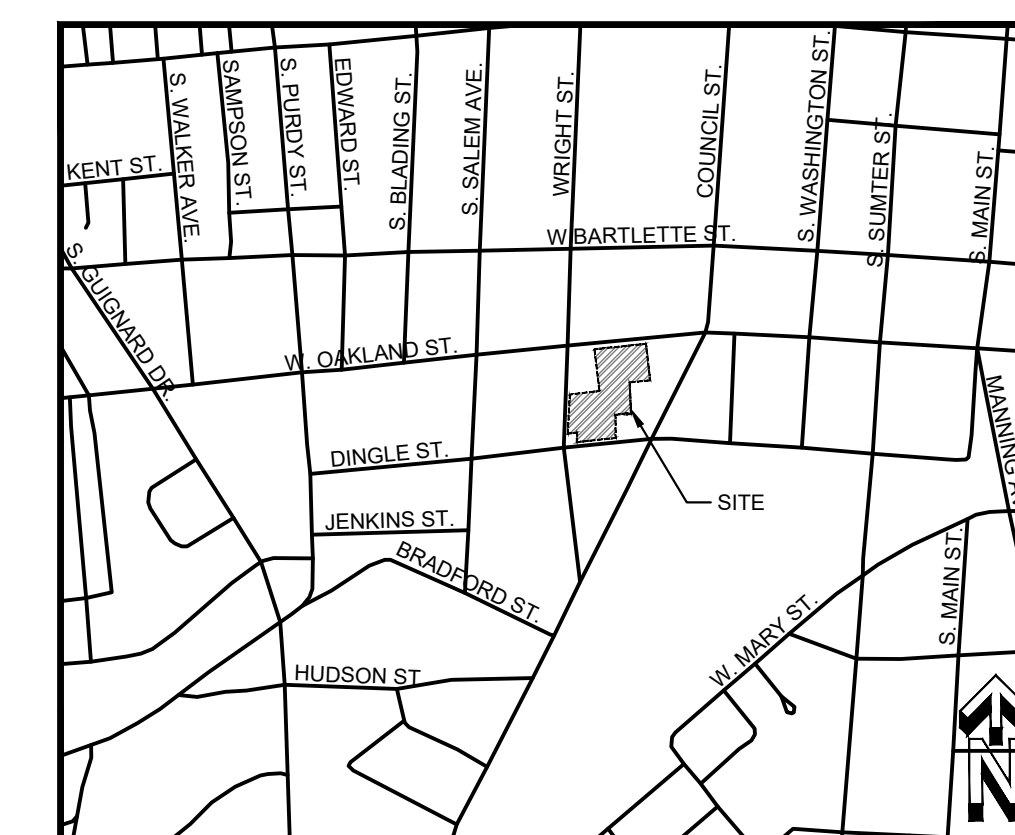 S. WALKER AVE.
SAMPSON ST.
S. PURDY ST.
EDWARD ST.
S. BLADING ST.
S. SALEM AVE.
WRIGHT ST.
COUNCIL ST.
S. WASHINGTON ST.
S. SUMTER ST.
S. MAIN ST.
KENT ST.
W BARTLETTE ST.
S. GUIGNARD DR.
W. OAKLAND ST.
MANNING A
DINGLE ST.
SITE
JENKINS ST.
BRADFORD ST.
S. MAIN ST.
W. MARY ST.
HUDSON ST
N